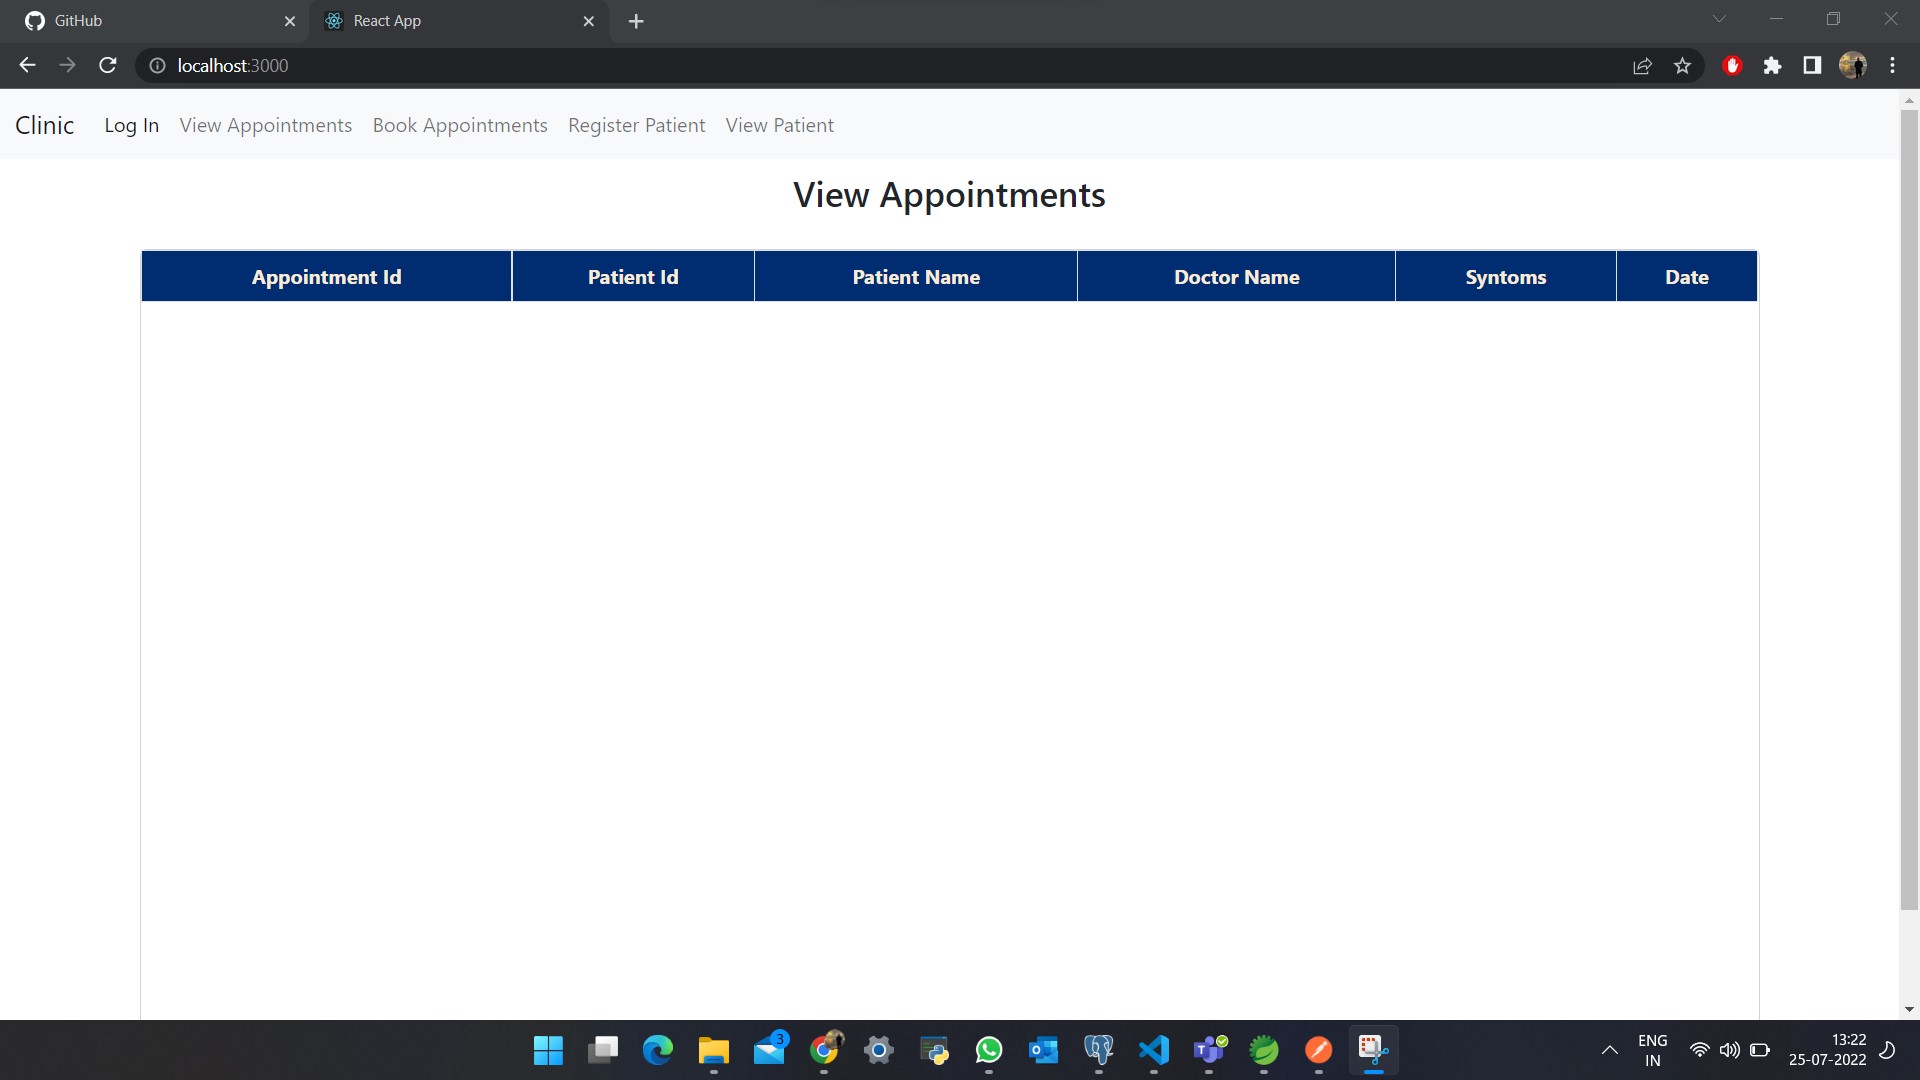 GitHub
React App
localhost:3000
Clinic Log In View Appointments Book Appointments Register Patient View Patient
View Appointments
Appointment Id Patient Id Patient Name Doctor Name Syntoms Date
3
T
ENG
IN
13:22
25-07-2022